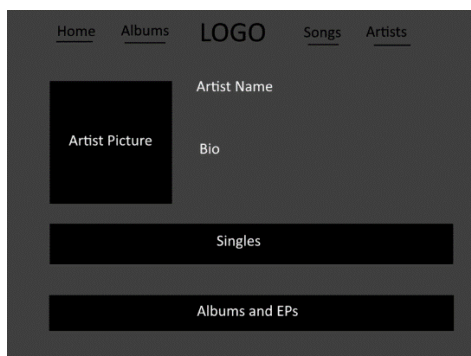 Home Albums LOGO Songs Artists
Artist Name
Artist Picture
Bio
Singles
Albums and EPs